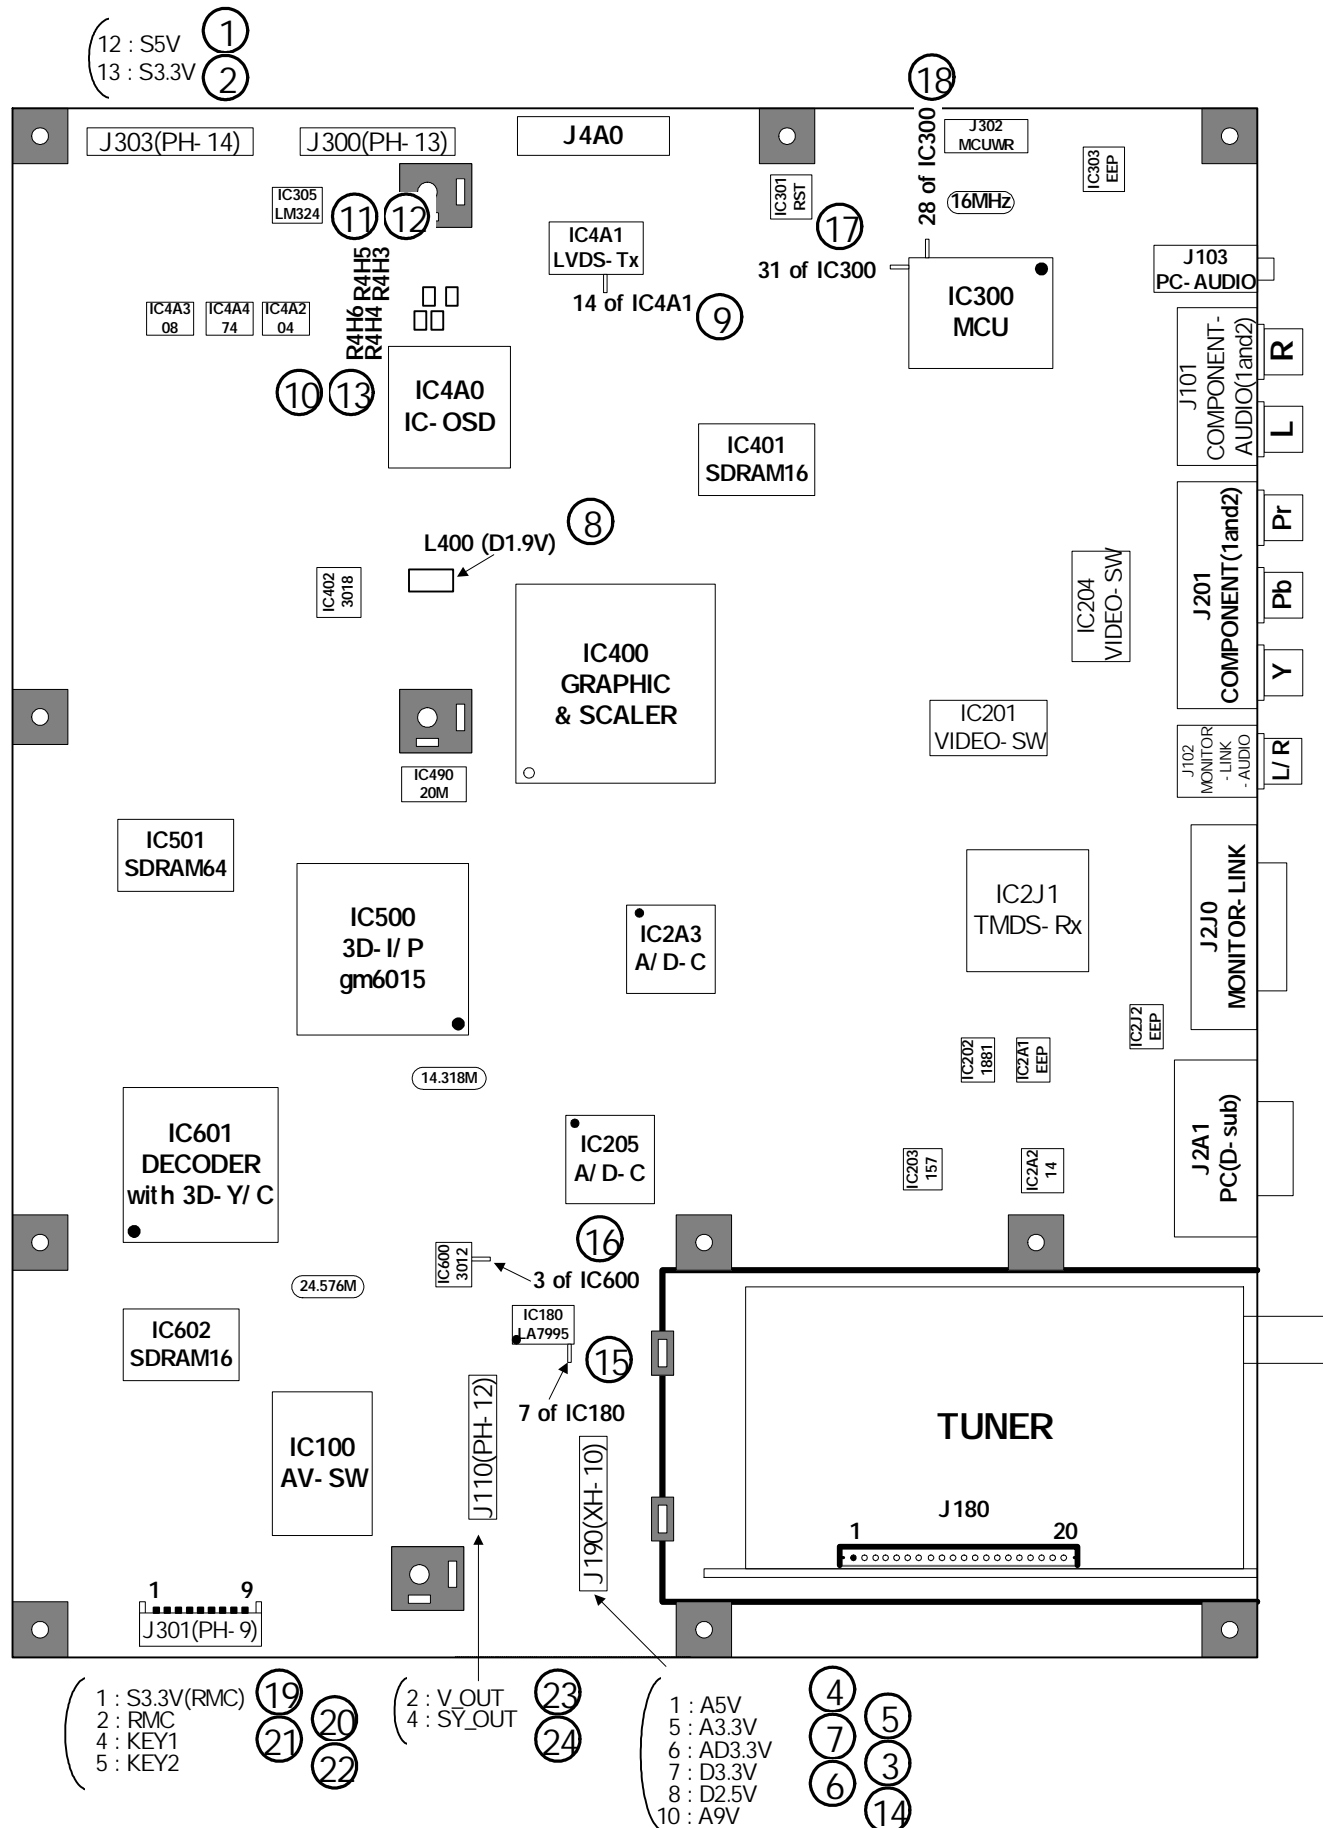 12 : S5V
1
13 : S3.3V
2
18
J303(PH- 14)
J300(PH- 13)
J4A0
28 of IC300
J302
MCUWR
IC303
EEP
IC305
LM324
11
12
IC301
RST
16MHz
17
R4H5
R4H3
IC4A1
LVDS- Tx
31 of IC300
J103
PC- AUDIO
14 of IC4A1
9
IC300
MCU
IC4A3
08
IC4A4
74
IC4A2
04
R4H6
R4H4
J101
COMPONENT-
AUDIO(1and2)
R
L
10
13
IC4A0
IC- OSD
IC401
SDRAM16
8
L400 (D1.9V)
IC402
3018
IC204
VIDEO- SW
J201
COMPONENT(1and2)
Pr
Pb
Y
IC400
GRAPHIC
& SCALER
IC201
VIDEO- SW
J102
MONITOR
- LINK
- AUDIO
L/ R
IC490
20M
IC501
SDRAM64
IC500
3D- I/ P
gm6015
IC2A3
A/ D- C
IC2J1
TMDS- Rx
J2J0
MONITOR- LINK
IC2J2
EEP
IC202
1881
IC2A1
EEP
14.318M
IC601
DECODER
with 3D- Y/ C
IC205
A/ D- C
IC203
157
IC2A2
14
J2A1
PC(D- sub)
16
IC600
3012
3 of IC600
24.576M
IC180
LA7995
15
IC602
SDRAM16
7 of IC180
IC100
AV- SW
J110(PH- 12)
J190(XH- 10)
TUNER
J180
1
20
1
9
J301(PH- 9)
1 : S3.3V(RMC)
2 : RMC
4 : KEY1
5 : KEY2
19
20
21
22
2 : V_OUT
4 : SY_OUT
23
24
1 : A5V
5 : A3.3V
6 : AD3.3V
7 : D3.3V
8 : D2.5V
10 : A9V
4
5
7
3
6
14